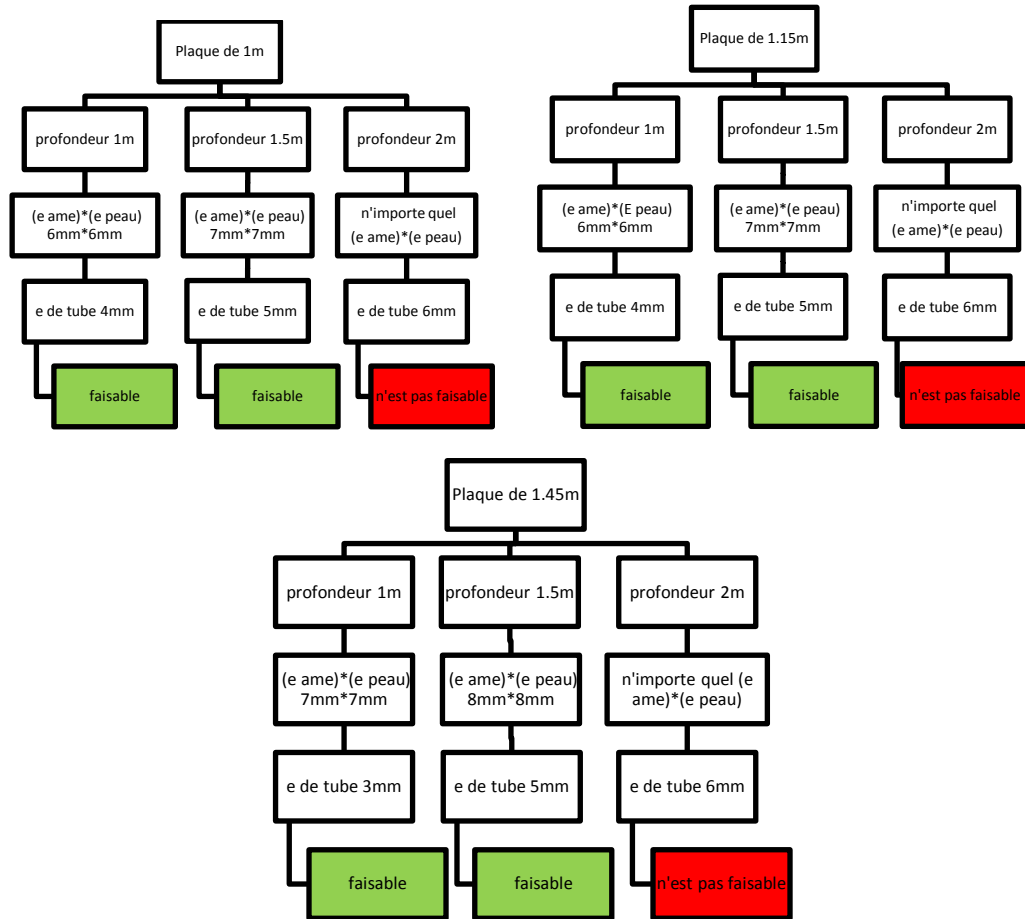 Plaque de 1m
profondeur 1m
profondeur 1.5m
profondeur 2m
(e ame)*(e peau)
6mm*6mm
(e ame)*(e peau)
7mm*7mm
n'importe quel
(e ame)*(e peau)
e de tube 4mm
e de tube 5mm
e de tube 6mm
faisable
faisable
n'est pas faisable
Plaque de 1.15m
profondeur 1m
profondeur 1.5m
profondeur 2m
(e ame)*(E peau)
6mm*6mm
(e ame)*(e peau)
7mm*7mm
n'importe quel
(e ame)*(e peau)
e de tube 4mm
e de tube 5mm
e de tube 6mm
faisable
faisable
n'est pas faisable
Plaque de 1.45m
profondeur 1m
profondeur 1.5m
profondeur 2m
(e ame)*(e peau)
7mm*7mm
(e ame)*(e peau)
8mm*8mm
n'importe quel (e
ame)*(e peau)
e de tube 3mm
e de tube 5mm
e de tube 6mm
faisable
faisable
n'est pas faisable